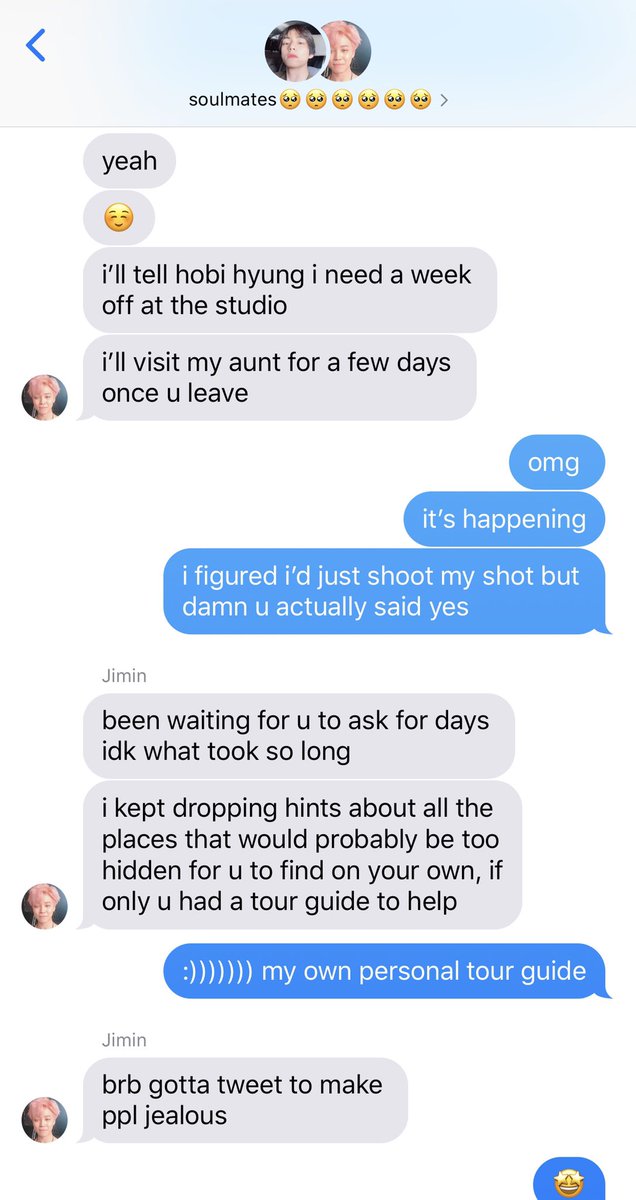 soulmates🥺🥺🥺🥺🥺🥺
yeah
☺️
i’ll tell hobi hyung i need a week
off at the studio
i’ll visit my aunt for a few days
once u leave
omg
it’s happening
i figured i’d just shoot my shot but
damn u actually said yes
Jimin
been waiting for u to ask for days
idk what took so long
i kept dropping hints about all the
places that would probably be too
hidden for u to find on your own, if
only u had a tour guide to help
:))))))) my own personal tour guide
Jimin
brb gotta tweet to make
ppl jealous
🤩